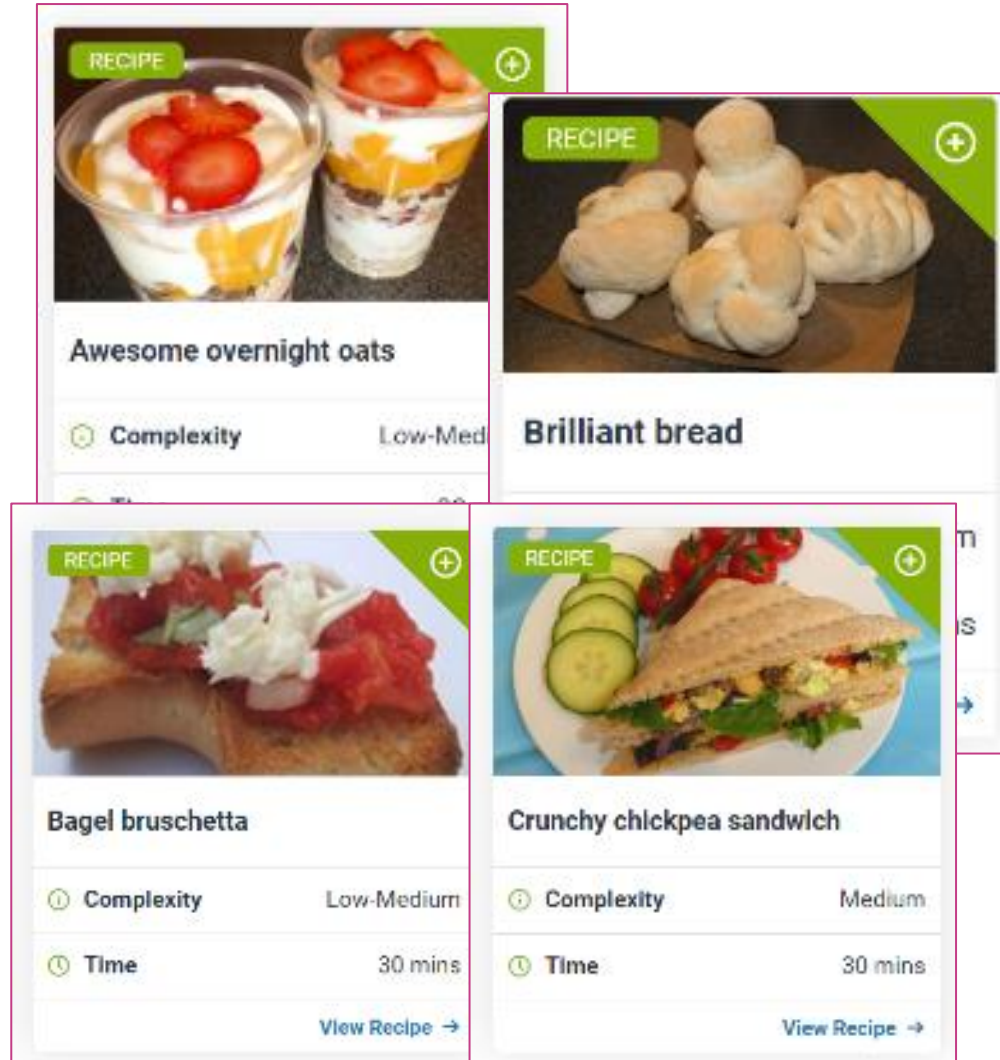 RECIPE
Awesome overnight oats
Complexity Low-Med
RECIPE
Brilliant bread
RECIPE
Bagel bruschetta
Complexity Low-Medium
Time 30 mins
View Recipe →
RECIPE
Crunchy chickpea sandwich
Complexity Medium
Time 30 mins
View Recipe →